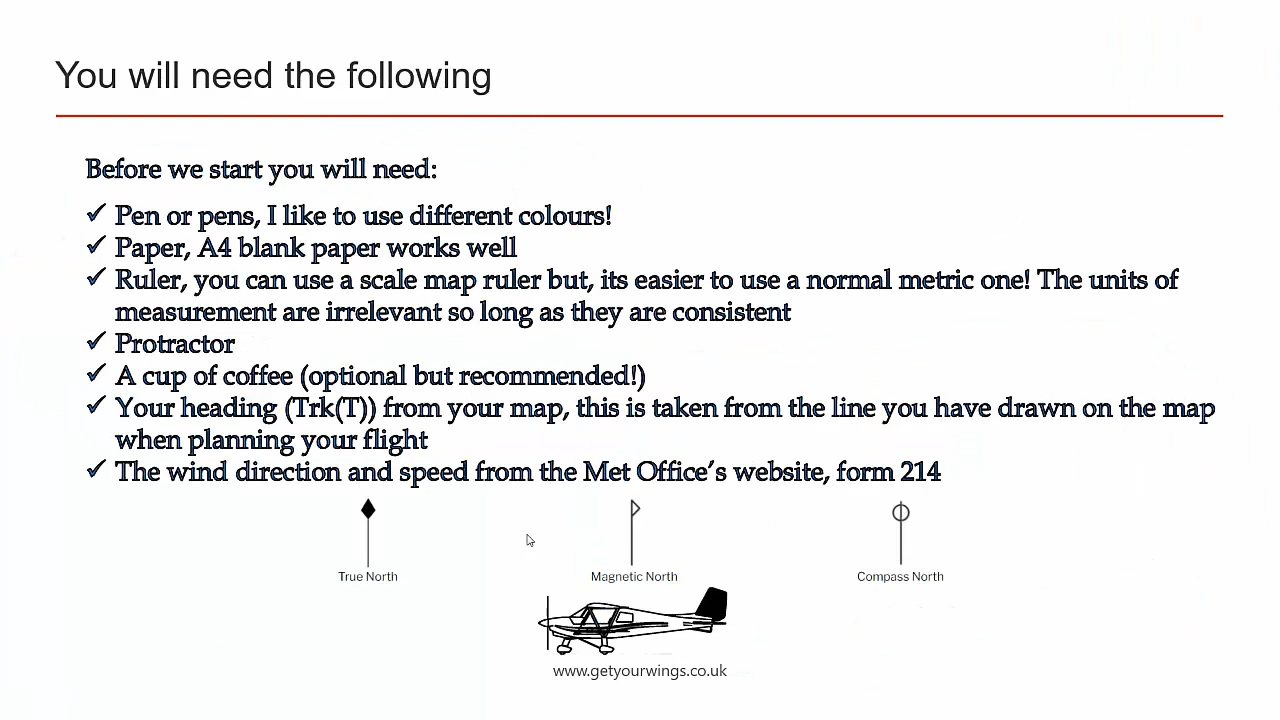 You will need the following
Before we start you will need:
✓ Pen or pens, I like to use different colours!
✓ Paper, A4 blank paper works well
✓ Ruler, you can use a scale map ruler but, its easier to use a normal metric one! The units of
measurement are irrelevant so long as they are consistent
✓ Protractor
✓ A cup of coffee (optional but recommended!)
✓ Your heading (Trk(T)) from your map, this is taken from the line you have drawn on the map
when planning your flight
✓ The wind direction and speed from the Met Office's website, form 214
True North
Magnetic North
Compass North
www.getyourwings.co.uk